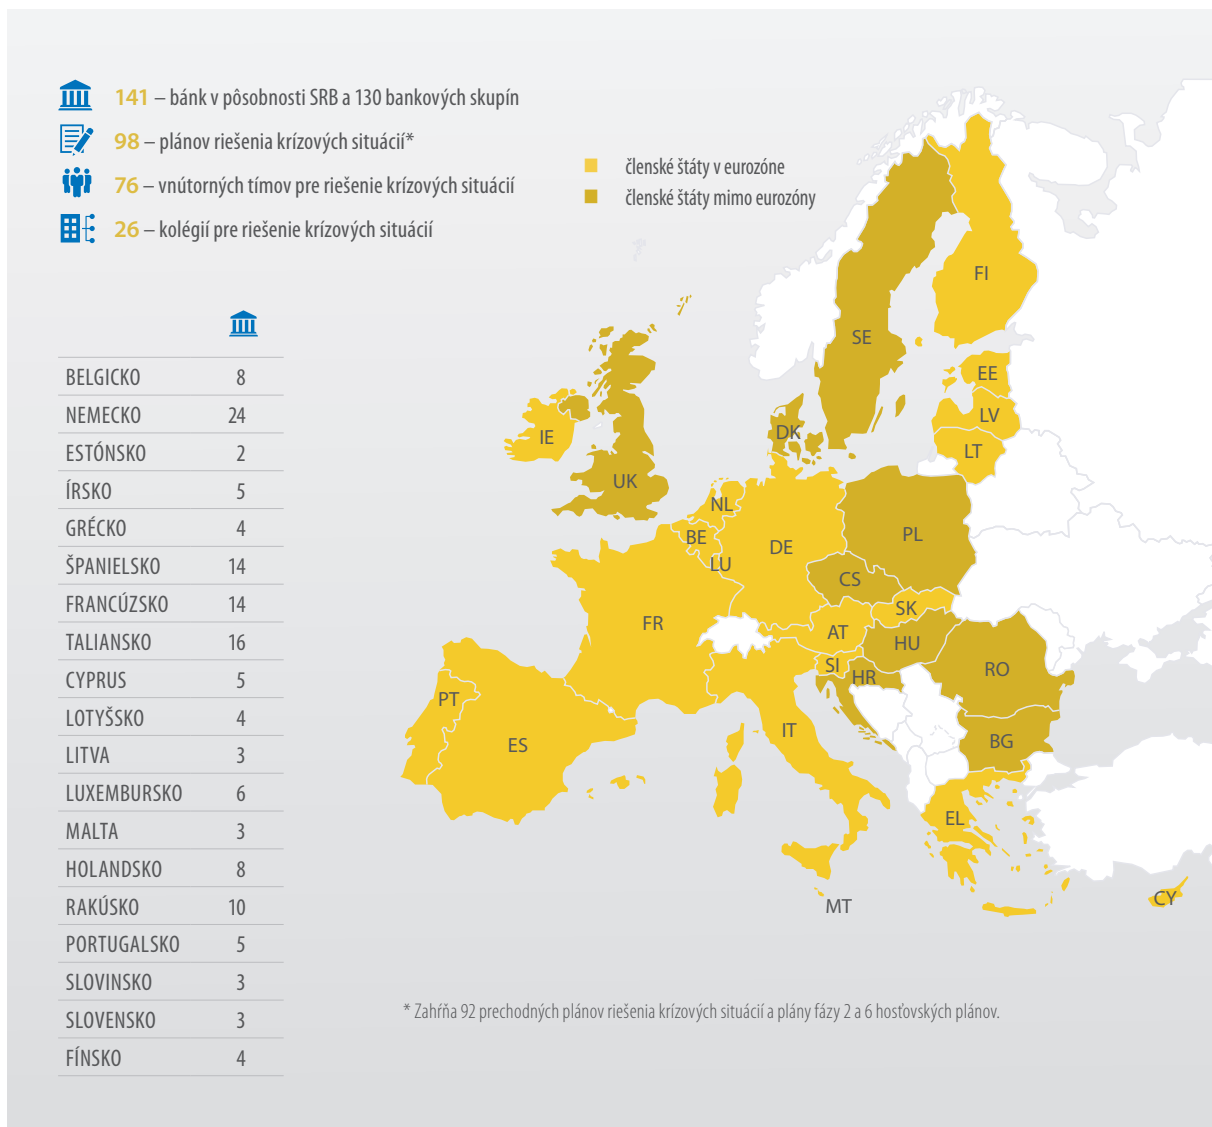 141 – bánk v pôsobnosti SRB a 130 bankových skupín
98 – plánov riešenia krízových situácií*
76 – vnútorných tímov pre riešenie krízových situácií
26 – kolégií pre riešenie krízových situácií
členské štáty v eurozóne
členské štáty mimo eurozóny
BELGICKO 8
NEMECKO 24
ESTÓNSKO 2
ÍRSKO 5
GRÉCKO 4
ŠPANIELSKO 14
FRANCÚZSKO 14
TALIANSKO 16
CYPRUS 5
LOTYŠSKO 4
LITVA 3
LUXEMBURSKO 6
MALTA 3
HOLANDSKO 8
RAKÚSKO 10
PORTUGALSKO 5
SLOVINSKO 3
SLOVENSKO 3
FÍNSKO 4
FI
SE
EE
LV
LT
DK
IE
UK
NL
BE
LU
DE
PL
CS
SK
FR
AT
HU
SI
HR
RO
PT
ES
IT
BG
EL
MT
CY
* Zahŕňa 92 prechodných plánov riešenia krízových situácií a plány fázy 2 a 6 hosťovských plánov.